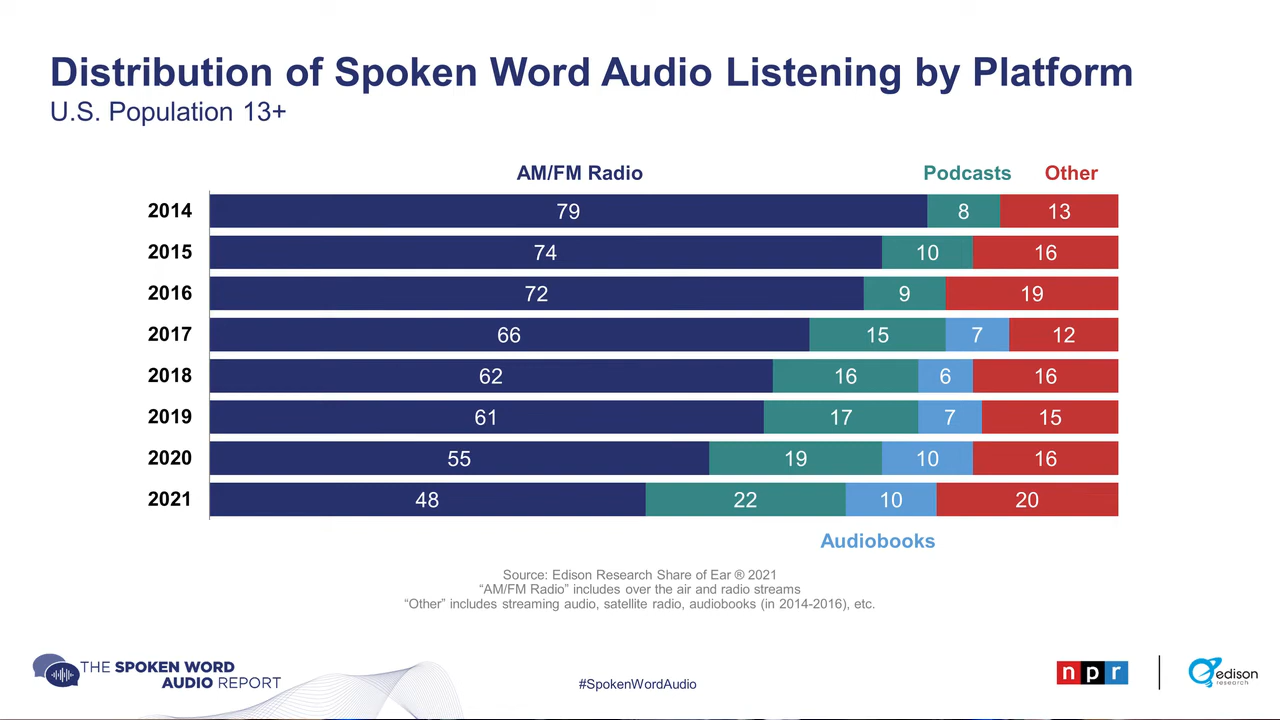 Distribution of Spoken Word Audio Listening by Platform
U.S. Population 13+
AM/FM Radio Podcasts Other
2014 79 8 13
2015 74 10 16
2016 72 9 19
2017 66 15 7 12
2018 62 16 6 16
2019 61 17 7 15
2020 55 19 10 16
2021 48 22 10 20
Audiobooks
Source: Edison Research Share of Ear ® 2021
“AM/FM Radio” includes over the air and radio streams
“Other” includes streaming audio, satellite radio, audiobooks (in 2014-2016), etc.
THE SPOKEN WORD
AUDIO REPORT
#SpokenWordAudio
npr
edison
research